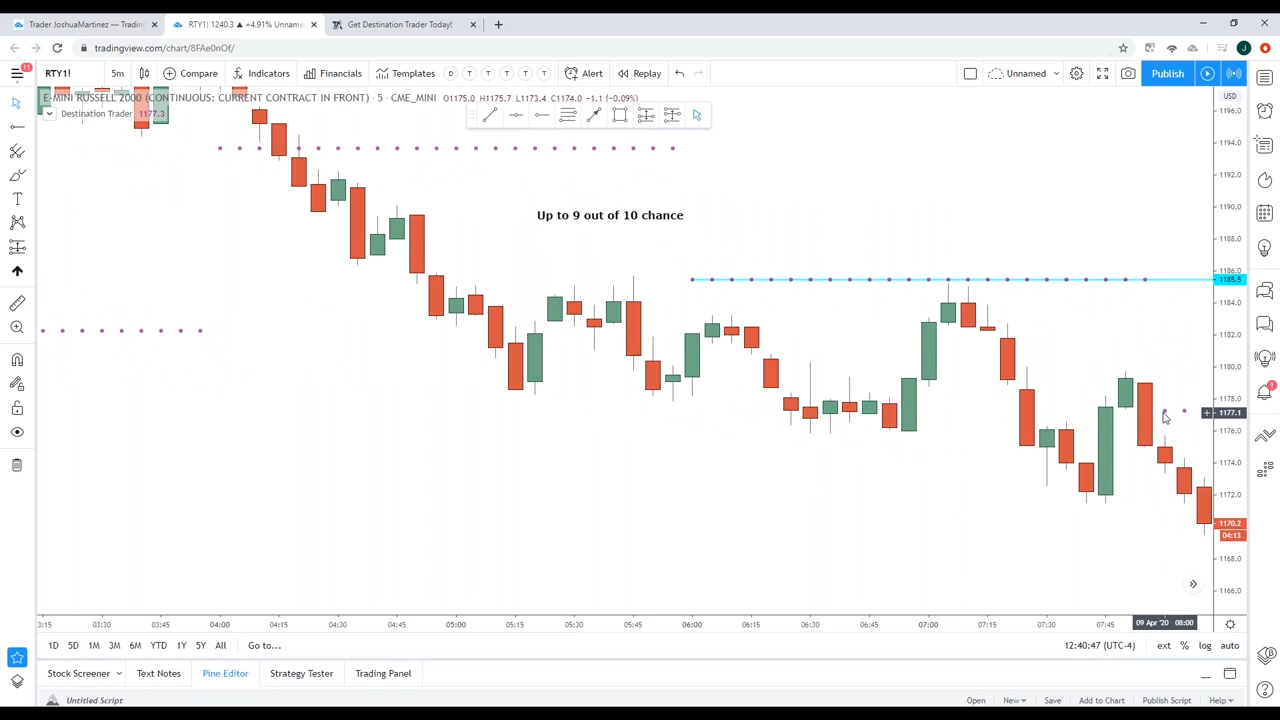 Trader JoshuaMartinez — Trading
RTY1! 1240.3 ▲ +4.91% Unname
Get Destination Trader Today!
tradingview.com/chart/8FAe0nOf/
J
11
RTY1!
5m
Compare
Indicators
Financials
Templates
T T T T
Alert
Replay
Unnamed
Publish
E-MINI RUSSELL 2000 (CONTINUOUS: CURRENT CONTRACT IN FRONT) · 5 · CME_MINI O1175.0 H1175.7 L1173.4 C1174.0 −1.1 (−0.09%)
Destination Trader 1177.3
USD
1196.0
1194.0
1192.0
1190.0
1188.0
1186.0
1185.5
1184.0
1182.0
1180.0
1178.0
1177.1
1176.0
1174.0
1172.0
1170.2
04:13
1168.0
1166.0
Up to 9 out of 10 chance
1
3:15 03:30 03:45 04:00 04:15 04:30 04:45 05:00 05:15 05:30 05:45 06:00 06:15 06:30 06:45 07:00 07:15 07:30 07:45 09 Apr '20 08:00
1D 5D 1M 3M 6M YTD 1Y 5Y All Go to...
12:40:47 (UTC-4) ext % log auto
Stock Screener Text Notes Pine Editor Strategy Tester Trading Panel
Untitled Script
Open New Save Add to Chart Publish Script Help